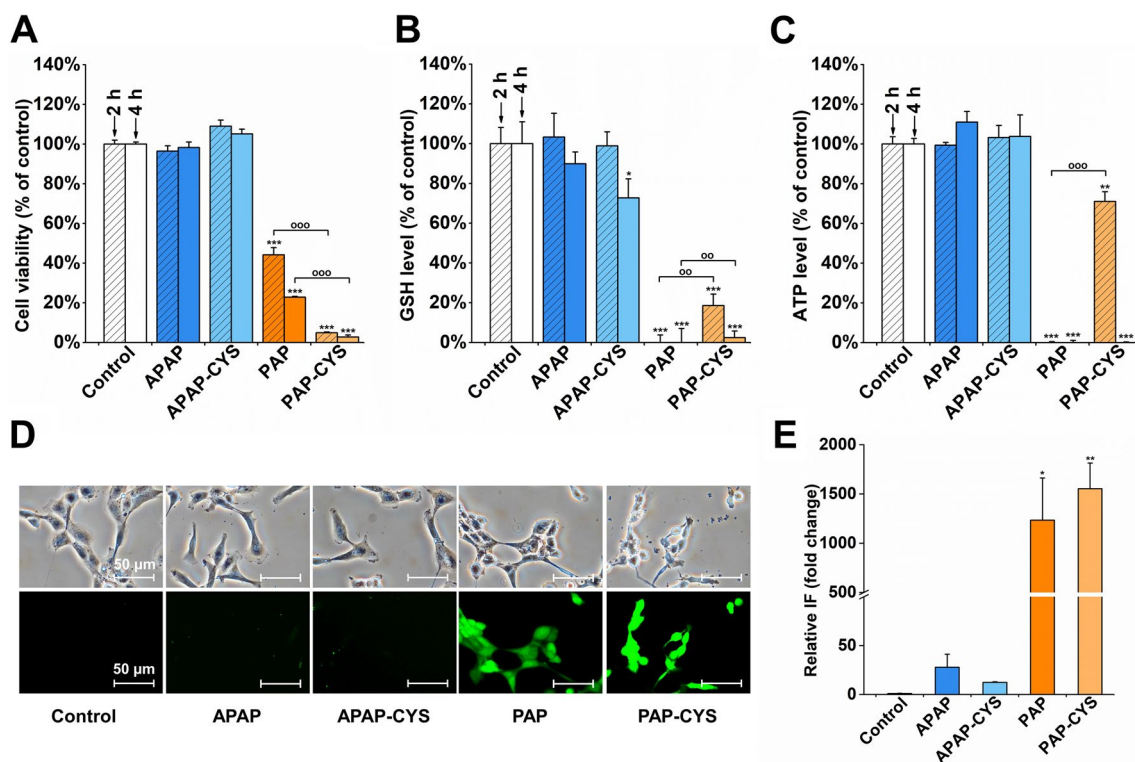 A
Cell viability (% of control)
140%
120%
100%
80%
60%
40%
20%
0%
2 h
4 h
***
***
ooo
ooo
***
***
Control
APAP
APAP-CYS
PAP
PAP-CYS
B
GSH level (% of control)
140%
120%
100%
80%
60%
40%
20%
0%
2 h
4 h
*
oo
oo
***
***
***
***
Control
APAP
APAP-CYS
PAP
PAP-CYS
C
ATP level (% of control)
140%
120%
100%
80%
60%
40%
20%
0%
2 h
4 h
ooo
**
***
***
***
Control
APAP
APAP-CYS
PAP
PAP-CYS
D
50 µm
50 µm
Control
APAP
APAP-CYS
PAP
PAP-CYS
E
Relative IF (fold change)
2000
1500
1000
500
50
0
*
**
Control
APAP
APAP-CYS
PAP
PAP-CYS